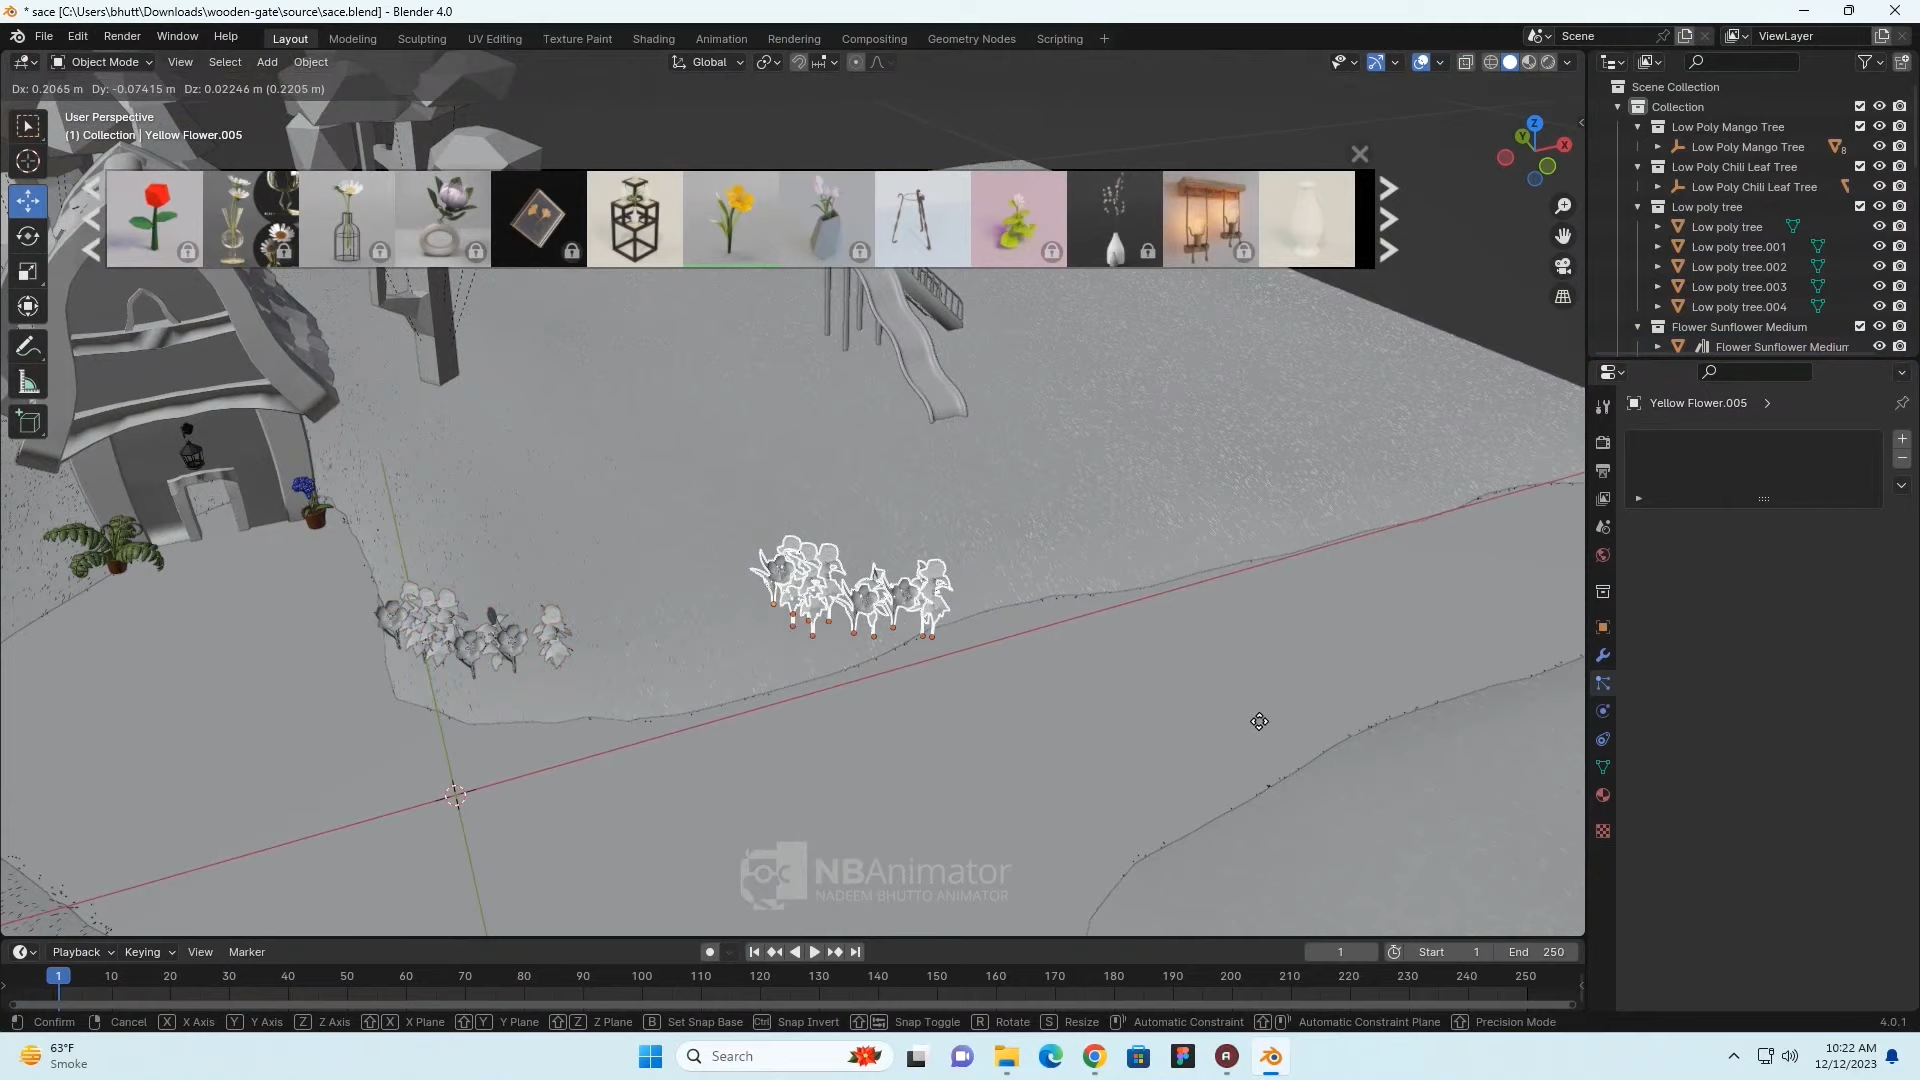 * sace [C:\Users\bhutt\Downloads\wooden-gate\source\sace.blend] - Blender 4.0
File Edit Render Window Help Layout Modeling Sculpting UV Editing Texture Paint Shading Animation Rendering Compositing Geometry Nodes Scripting + Scene ViewLayer
Object Mode View Select Add Object Global
Dx: 0.2065 m Dy: -0.07415 m Dz: 0.02246 m (0.2205 m)
User Perspective
(1) Collection | Yellow Flower.005
Z
Y
X
Scene Collection
Collection
Low Poly Mango Tree
Low Poly Mango Tree 8
Low Poly Chili Leaf Tree
Low Poly Chili Leaf Tree
Low poly tree
Low poly tree
Low poly tree.001
Low poly tree.002
Low poly tree.003
Low poly tree.004
Flower Sunflower Medium
Flower Sunflower Medium
Yellow Flower.005
NBAnimator
NADEEM BHUTTO ANIMATOR
Playback Keying View Marker 1 Start 1 End 250
1 10 20 30 40 50 60 70 80 90 100 110 120 130 140 150 160 170 180 190 200 210 220 230 240 250
Confirm Cancel X X Axis Y Y Axis Z Z Axis X X Plane Y Y Plane Z Z Plane B Set Snap Base Ctrl Snap Invert Snap Toggle R Rotate S Resize Automatic Constraint Automatic Constraint Plane Precision Mode 4.0.1
63°F
Smoke
Search
10:22 AM
12/12/2023